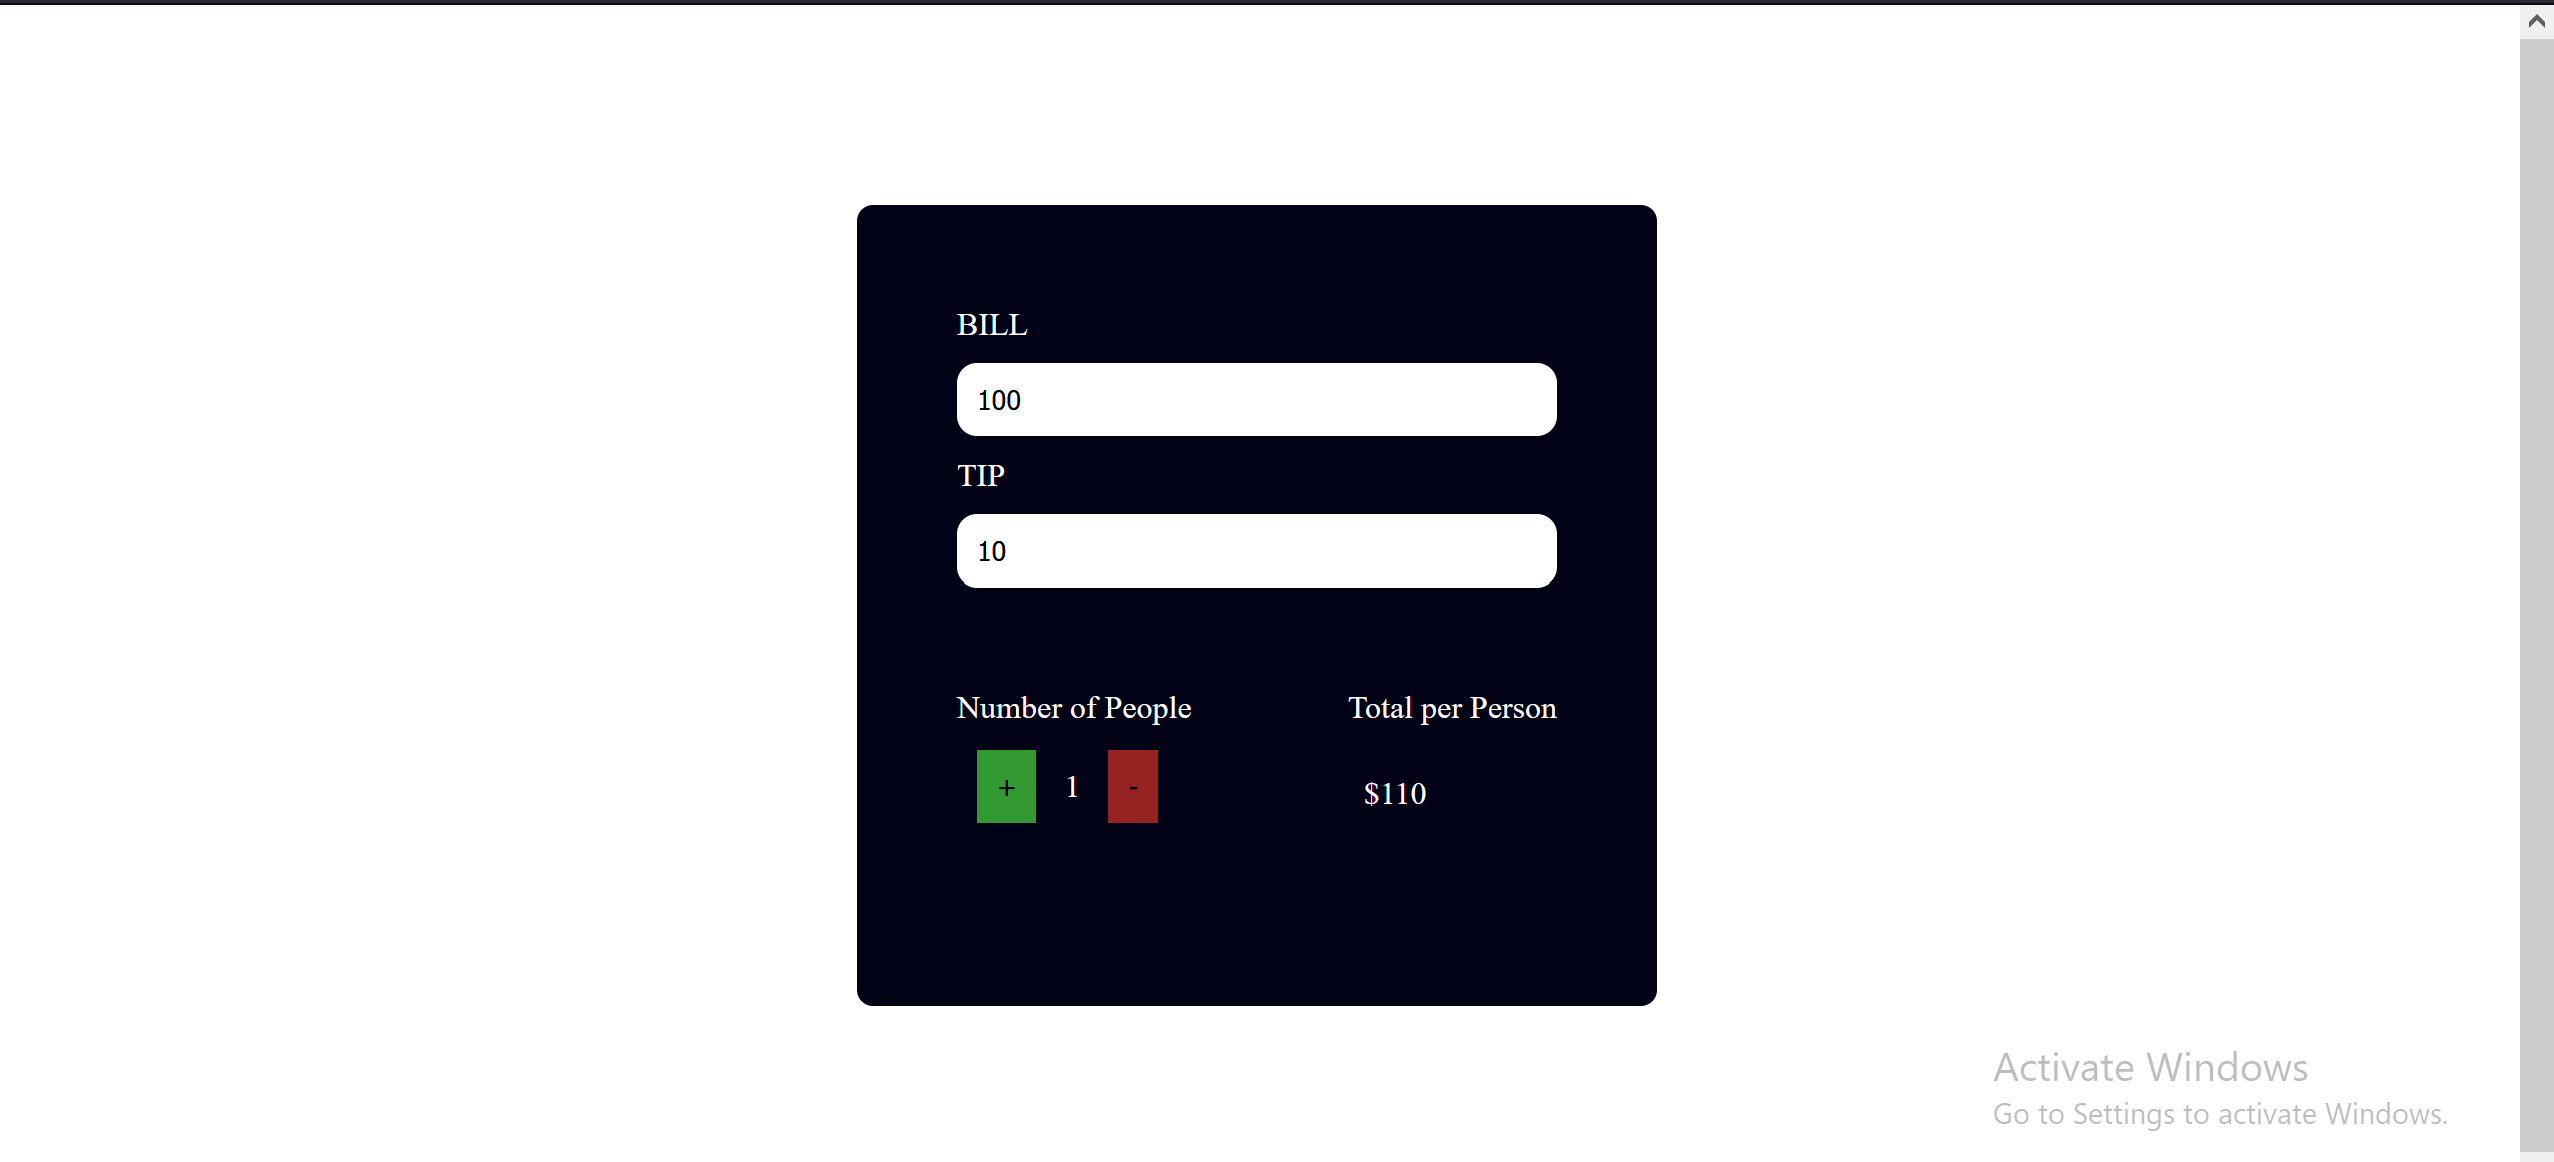 BILL
100
TIP
10
Number of People
Total per Person
+ 1 -
$110
Activate Windows
Go to Settings to activate Windows.